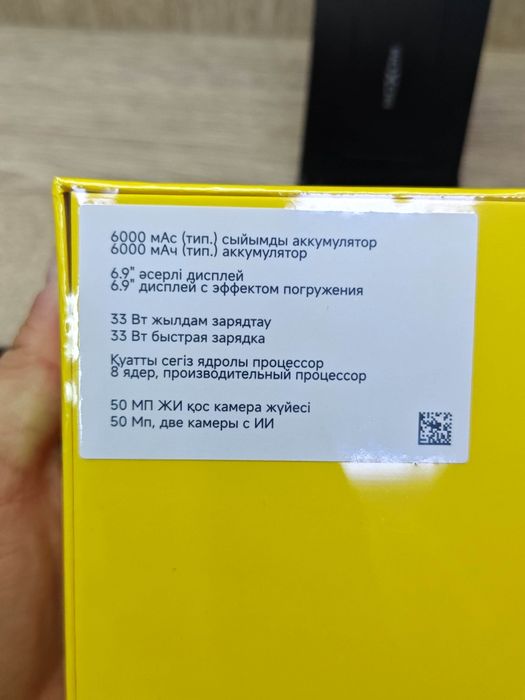 6000 мАс (тип.) сыйымды аккумулятор
6000 мАч (тип.) аккумулятор
6.9" әсерлі дисплей
6.9" дисплей с эффектом погружения
33 Вт жылдам зарядтау
33 Вт быстрая зарядка
Қуатты сегіз ядролы процессор
8 ядер, производительный процессор
50 МП ЖИ қос камера жүйесі
50 Мп, две камеры с ИИ